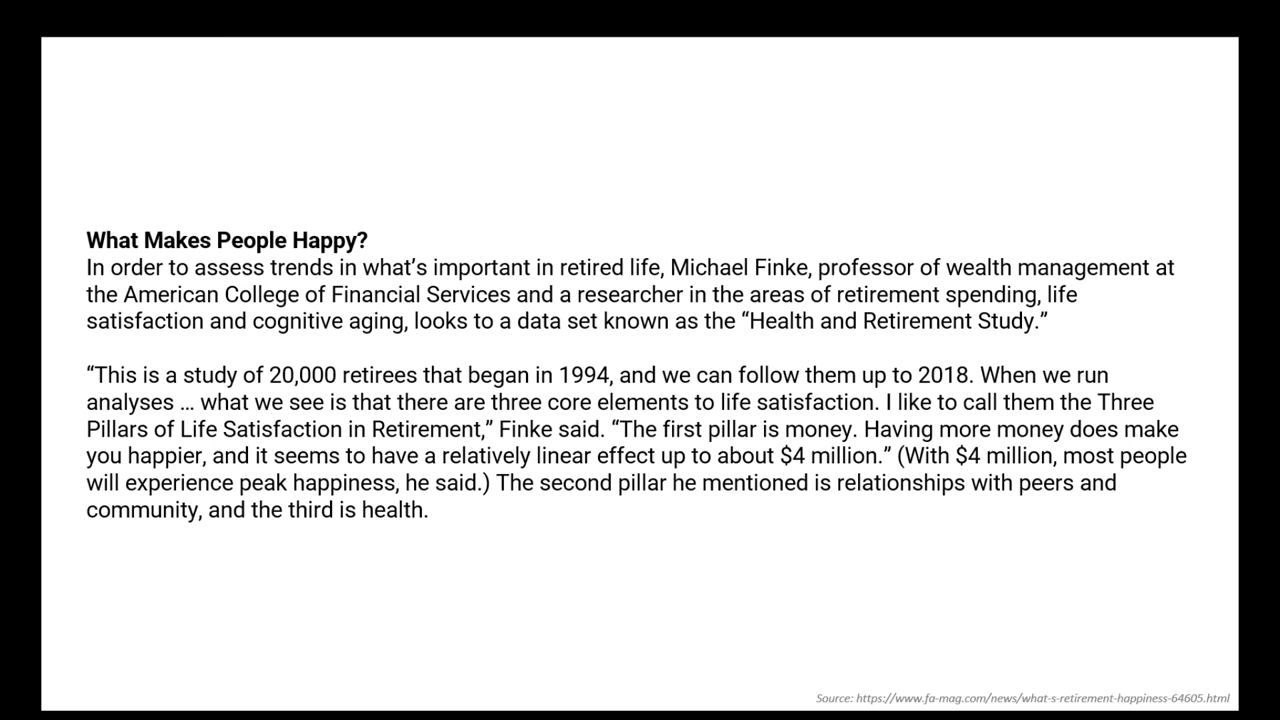 What Makes People Happy?
In order to assess trends in what’s important in retired life, Michael Finke, professor of wealth management at
the American College of Financial Services and a researcher in the areas of retirement spending, life
satisfaction and cognitive aging, looks to a data set known as the “Health and Retirement Study.”
“This is a study of 20,000 retirees that began in 1994, and we can follow them up to 2018. When we run
analyses … what we see is that there are three core elements to life satisfaction. I like to call them the Three
Pillars of Life Satisfaction in Retirement,” Finke said. “The first pillar is money. Having more money does make
you happier, and it seems to have a relatively linear effect up to about $4 million.” (With $4 million, most people
will experience peak happiness, he said.) The second pillar he mentioned is relationships with peers and
community, and the third is health.
Source: https://www.fa-mag.com/news/what-s-retirement-happiness-64605.html